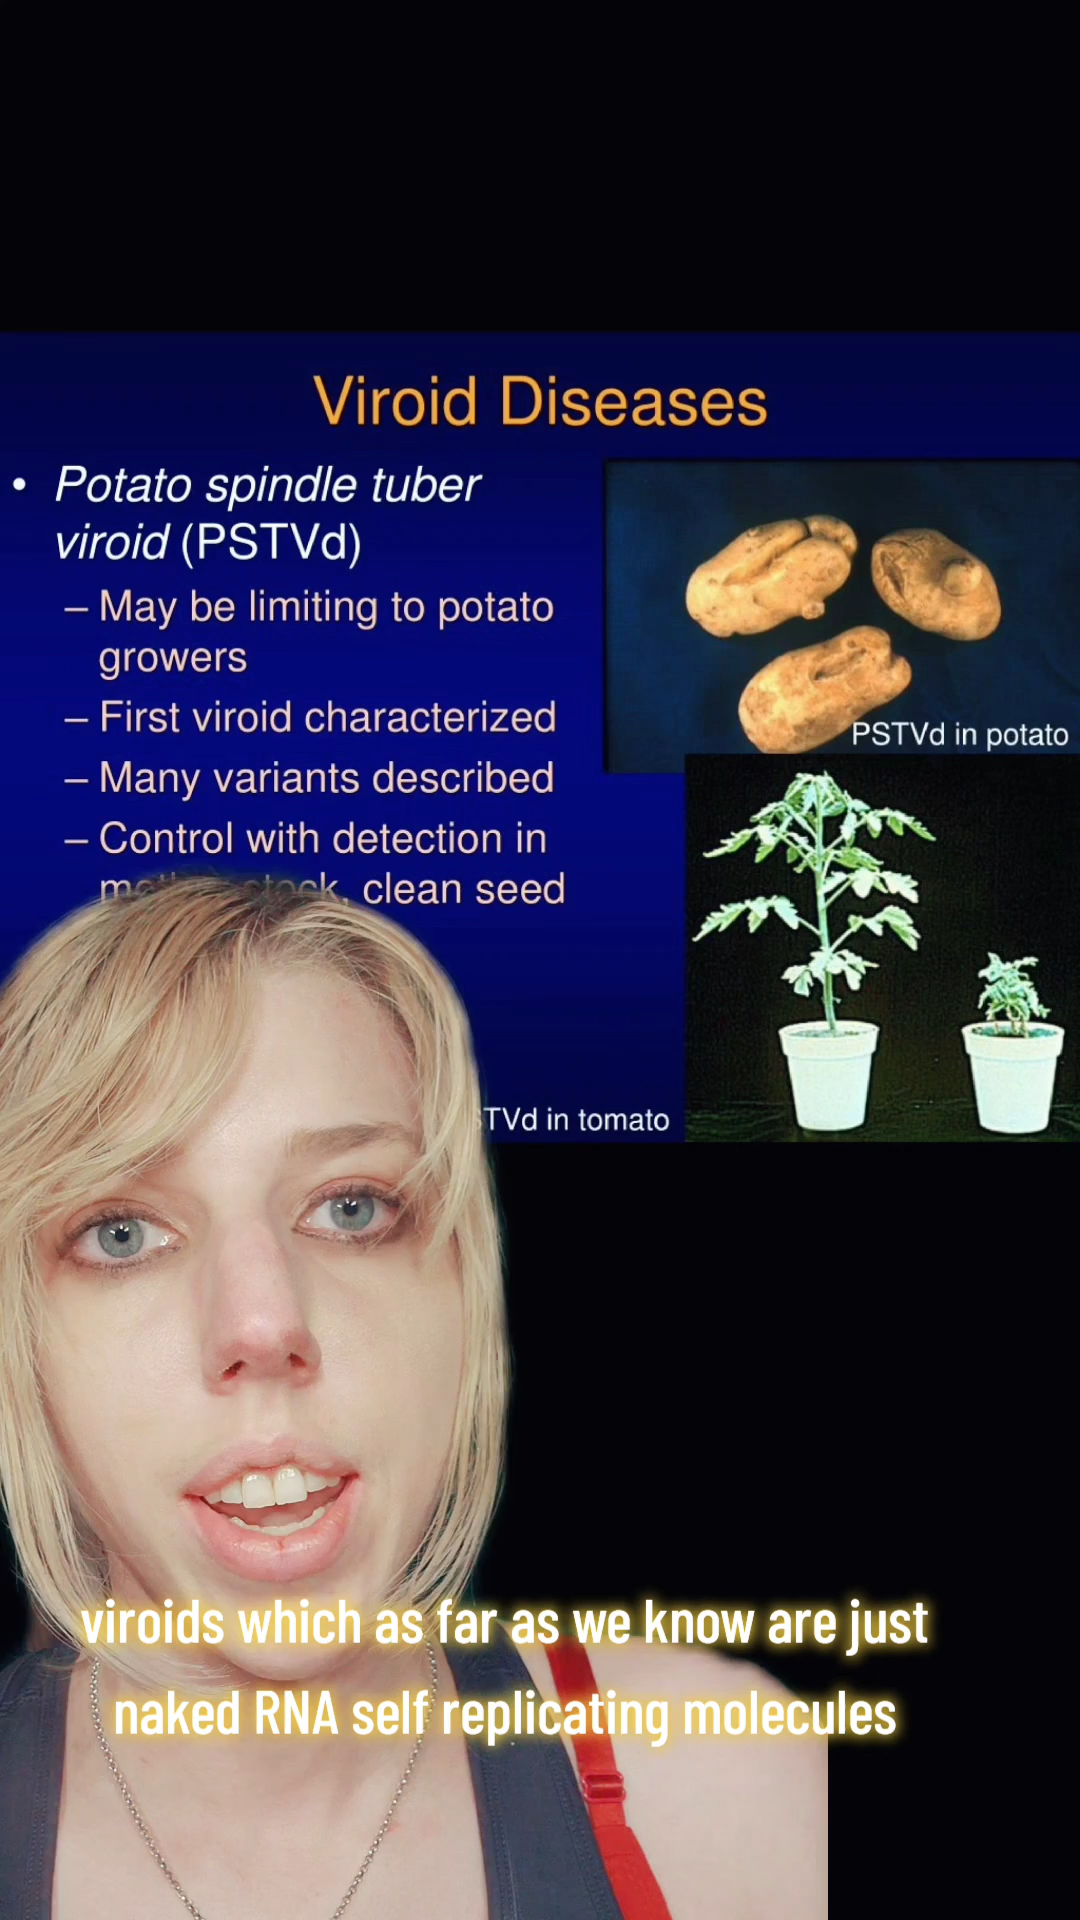 Viroid Diseases
• Potato spindle tuber
viroid (PSTVd)
– May be limiting to potato
growers
– First viroid characterized
– Many variants described
– Control with detection in
clean seed
PSTVd in potato
TVd in tomato
viroids which as far as we know are just
naked RNA self replicating molecules